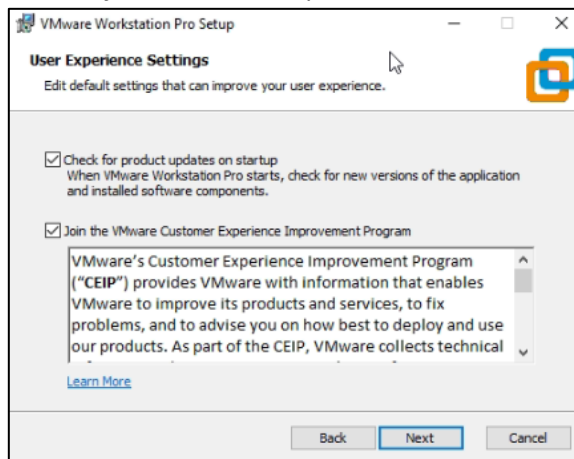 VMware Workstation Pro Setup
User Experience Settings
Edit default settings that can improve your user experience.
Check for product updates on startup
When VMware Workstation Pro starts, check for new versions of the application
and installed software components.
Join the VMware Customer Experience Improvement Program
VMware's Customer Experience Improvement Program
("CEIP") provides VMware with information that enables
VMware to improve its products and services, to fix
problems, and to advise you on how best to deploy and use
our products. As part of the CEIP, VMware collects technical
Learn More
Back Next Cancel